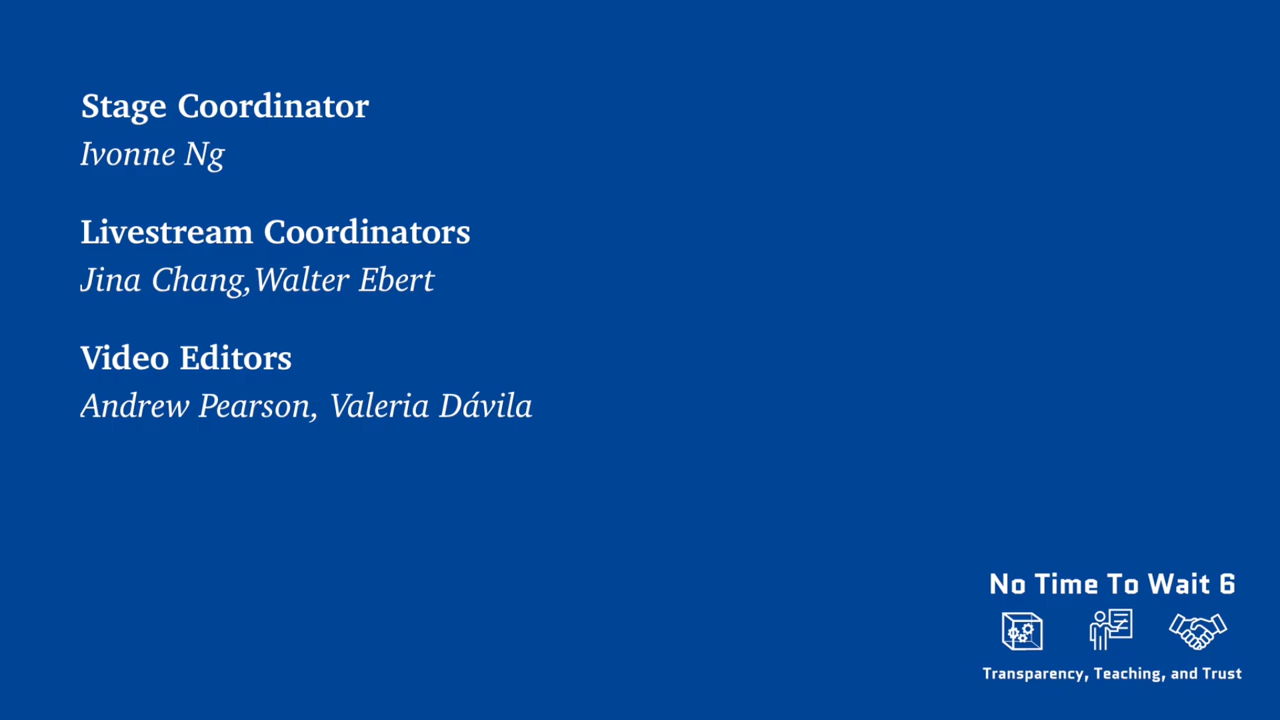 Stage Coordinator
Ivonne Ng
Livestream Coordinators
Jina Chang,Walter Ebert
Video Editors
Andrew Pearson, Valeria Dávila
No Time To Wait 6
Transparency, Teaching, and Trust